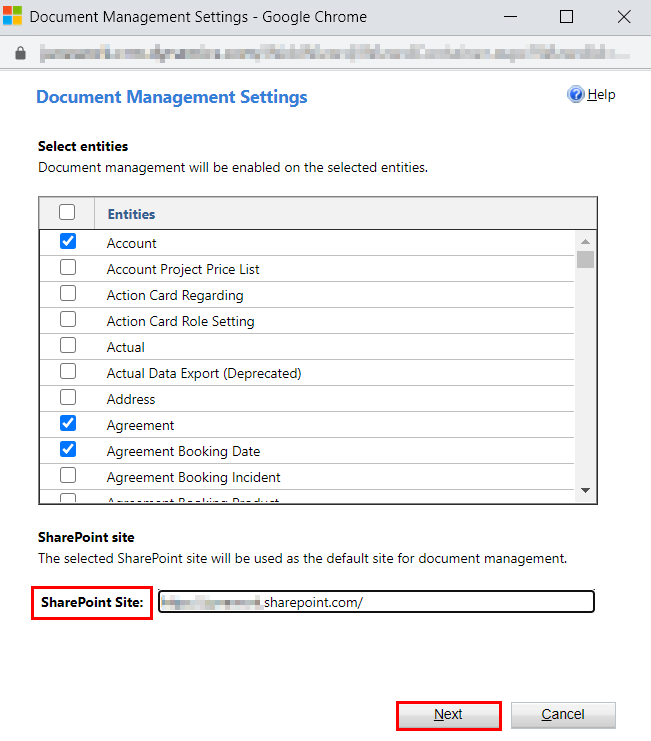 Document Management Settings - Google Chrome
Document Management Settings
Help
Select entities
Document management will be enabled on the selected entities.
Entities
Account
Account Project Price List
Action Card Regarding
Action Card Role Setting
Actual
Actual Data Export (Deprecated)
Address
Agreement
Agreement Booking Date
Agreement Booking Incident
Agreement Booking Product
SharePoint site
The selected SharePoint site will be used as the default site for document management.
SharePoint Site: .sharepoint.com/
Next Cancel